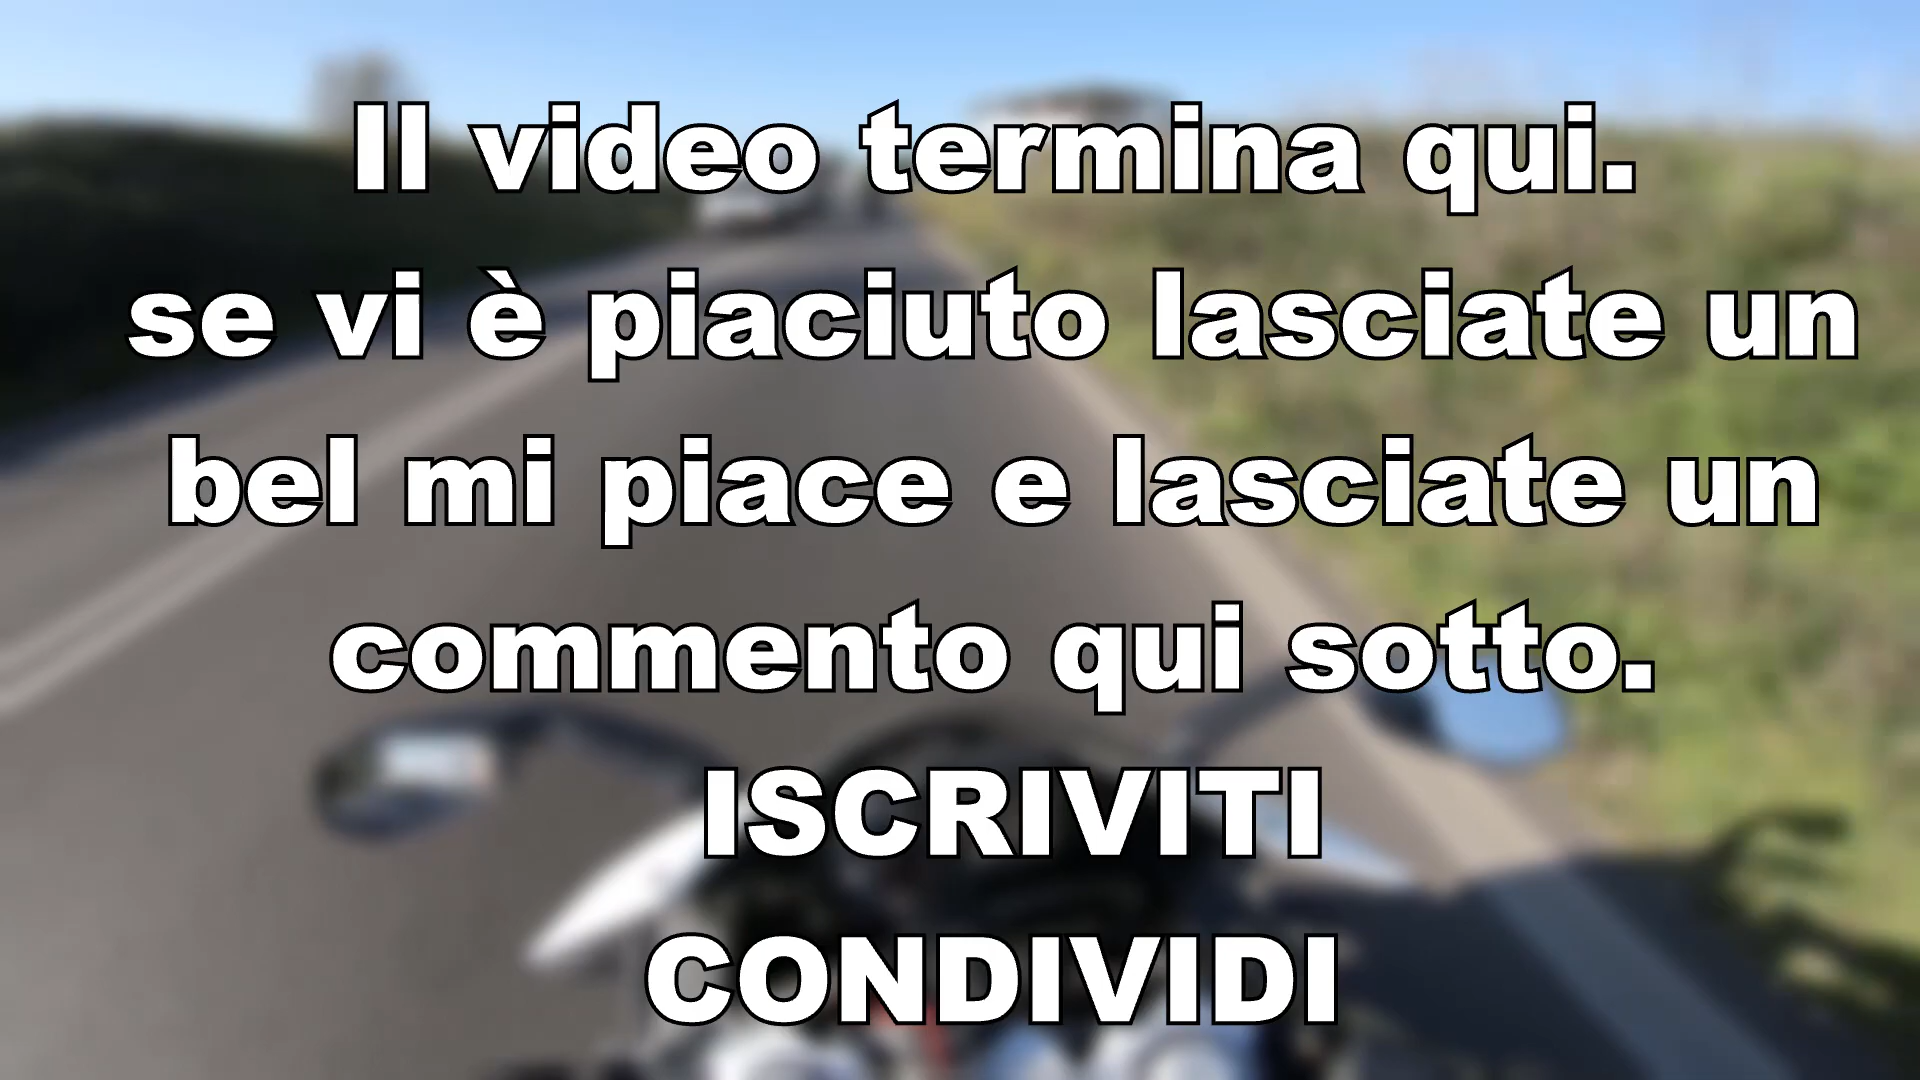 Il video termina qui.
se vi è piaciuto lasciate un
bel mi piace e lasciate un
commento qui sotto.
ISCRIVITI
CONDIVIDI